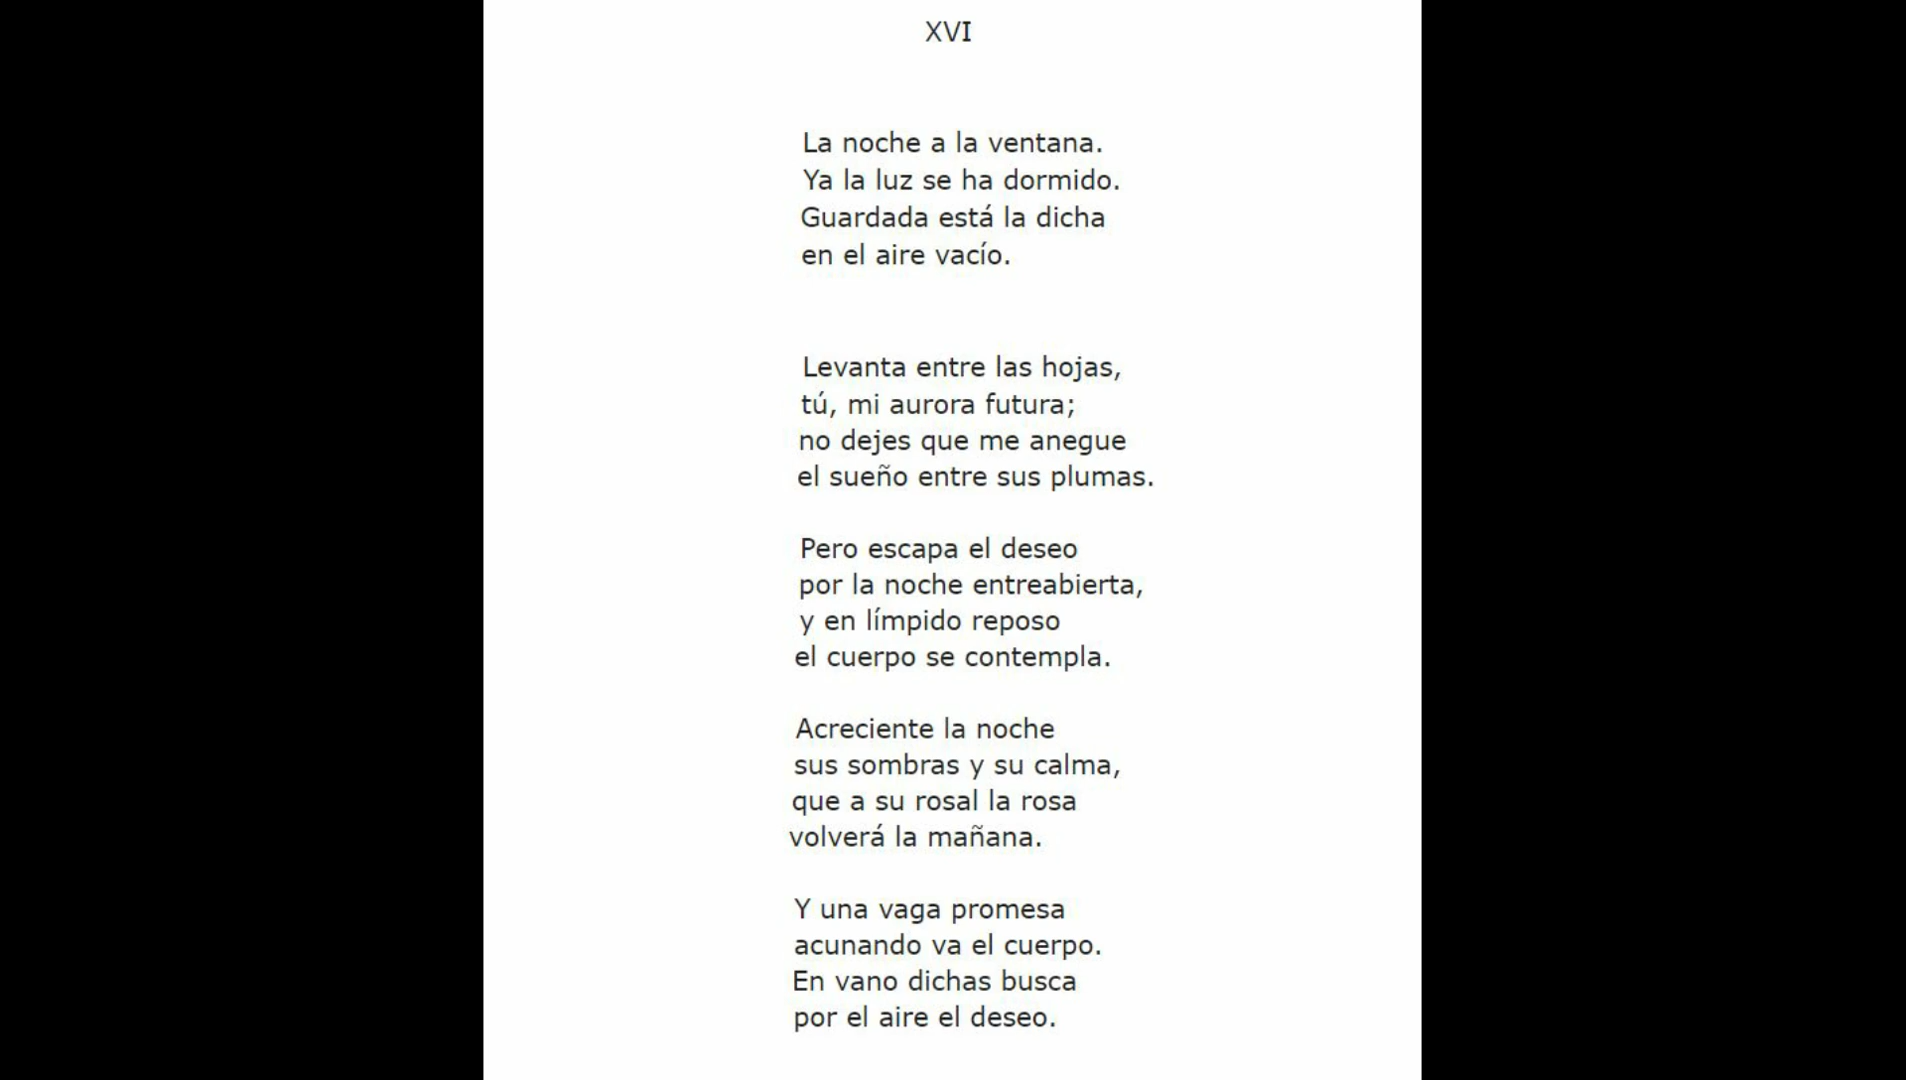 XVI
La noche a la ventana.
Ya la luz se ha dormido.
Guardada está la dicha
en el aire vacío.
Levanta entre las hojas,
tú, mi aurora futura;
no dejes que me anegue
el sueño entre sus plumas.
Pero escapa el deseo
por la noche entreabierta,
y en límpido reposo
el cuerpo se contempla.
Acreciente la noche
sus sombras y su calma,
que a su rosal la rosa
volverá la mañana.
Y una vaga promesa
acunando va el cuerpo.
En vano dichas busca
por el aire el deseo.